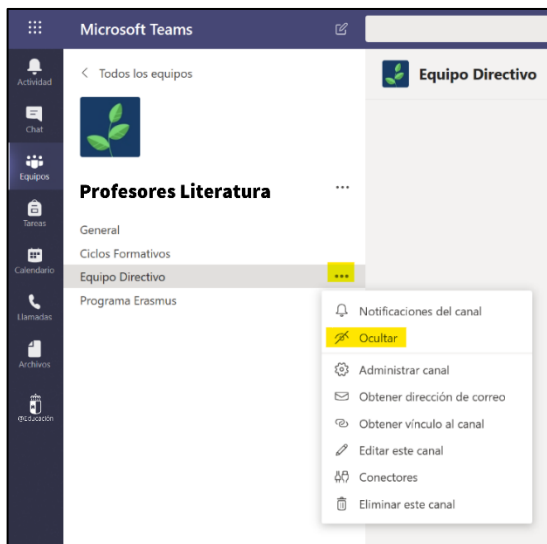 Microsoft Teams
Actividad
Chat
Equipos
Tareas
Calendario
Llamadas
Archivos
@Educación
Todos los equipos
Profesores Literatura
General
Ciclos Formativos
Equipo Directivo
Programa Erasmus
Equipo Directivo
Notificaciones del canal
Ocultar
Administrar canal
Obtener dirección de correo
Obtener vínculo al canal
Editar este canal
Conectores
Eliminar este canal